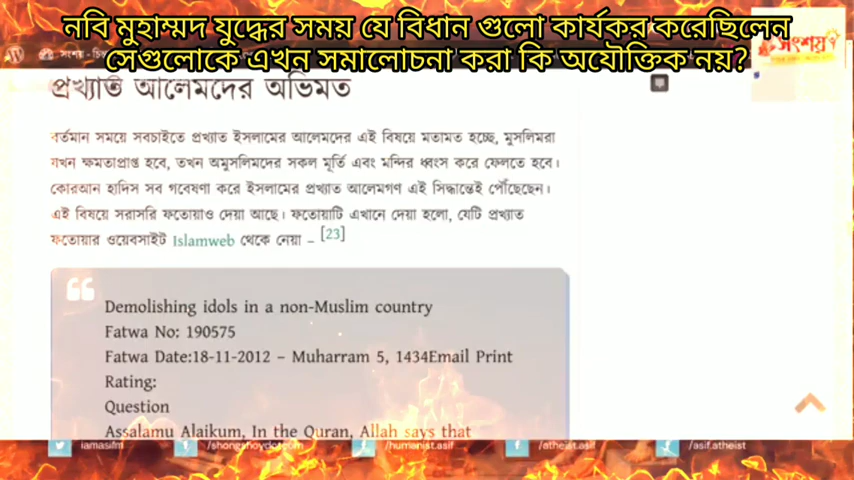 নবি মুহাম্মদ যুদ্ধের সময় যে বিধান গুলো কার্যকর করেছিলেন
সেগুলোকে এখন সমালোচনা করা কি অযৌক্তিক নয়?
সংশয়
প্রখ্যাত আলেমদের অভিমত
বর্তমান সময়ে সবচাইতে প্রখ্যাত ইসলামের আলেমদের এই বিষয়ে মতামত হচ্ছে, মুসলিমরা
যখন ক্ষমতাপ্রাপ্ত হবে, তখন অমুসলিমদের সকল মূর্তি এবং মন্দির ধ্বংস করে ফেলতে হবে।
কোরআন হাদিস সব গবেষণা করে ইসলামের প্রখ্যাত আলেমগণ এই সিদ্ধান্তেই পৌঁছেছেন।
এই বিষয়ে সরাসরি ফতোয়াও দেয়া আছে। ফতোয়াটি এখানে দেয়া হলো, যেটি প্রখ্যাত
ফতোয়ার ওয়েবসাইট Islamweb থেকে নেয়া – [23]
Demolishing idols in a non-Muslim country
Fatwa No: 190575
Fatwa Date:18-11-2012 – Muharram 5, 1434Email Print
Rating:
Question
Assalamu Alaikum, In the Quran, Allah says that
iamasifm /shongshoydotcom /humanist.asif /@atheist /asif.atheist